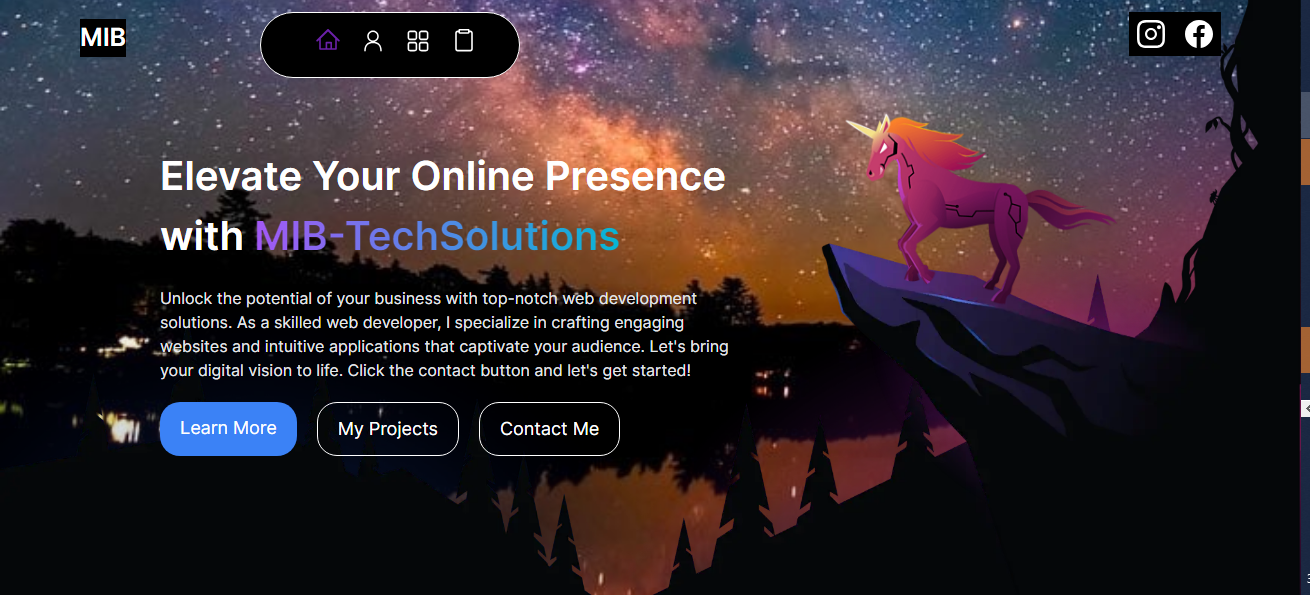 MIB
Elevate Your Online Presence
with MIB-TechSolutions
Unlock the potential of your business with top-notch web development
solutions. As a skilled web developer, I specialize in crafting engaging
websites and intuitive applications that captivate your audience. Let's bring
your digital vision to life. Click the contact button and let's get started!
Learn More
My Projects
Contact Me